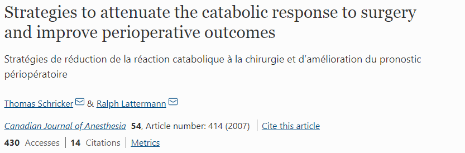 Strategies to attenuate the catabolic response to surgery
and improve perioperative outcomes
Stratégies de réduction de la réaction catabolique à la chirurgie et d'amélioration du pronostic
périopératoire
Thomas Schricker & Ralph Lattermann
Canadian Journal of Anesthesia 54, Article number: 414 (2007) Cite this article
430 Accesses 14 Citations Metrics